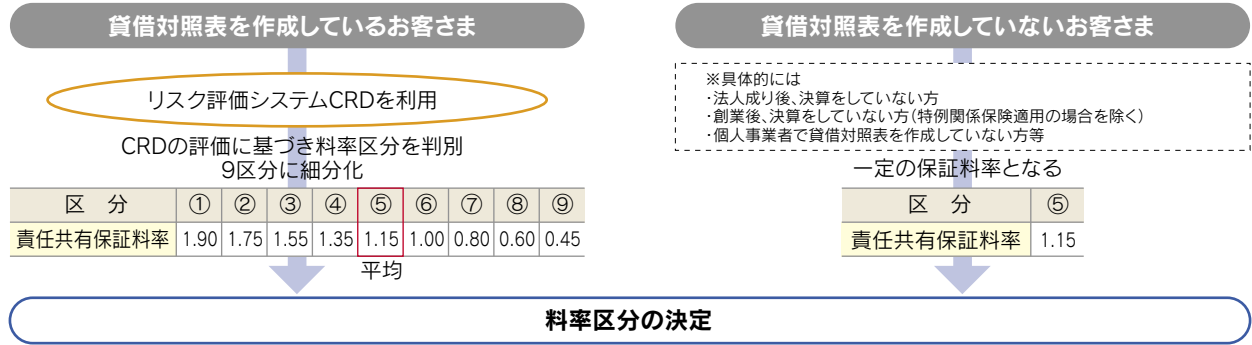 貸借対照表を作成しているお客さま
リスク評価システムCRDを利用
CRDの評価に基づき料率区分を判別
9区分に細分化
区 分 ① ② ③ ④ ⑤ ⑥ ⑦ ⑧ ⑨
責任共有保証料率 1.90 1.75 1.55 1.35 1.15 1.00 0.80 0.60 0.45
平均
貸借対照表を作成していないお客さま
※具体的には
・法人成り後、決算をしていない方
・創業後、決算をしていない方(特例関係保険適用の場合を除く)
・個人事業者で貸借対照表を作成していない方等
一定の保証料率となる
区 分 ⑤
責任共有保証料率 1.15
料率区分の決定